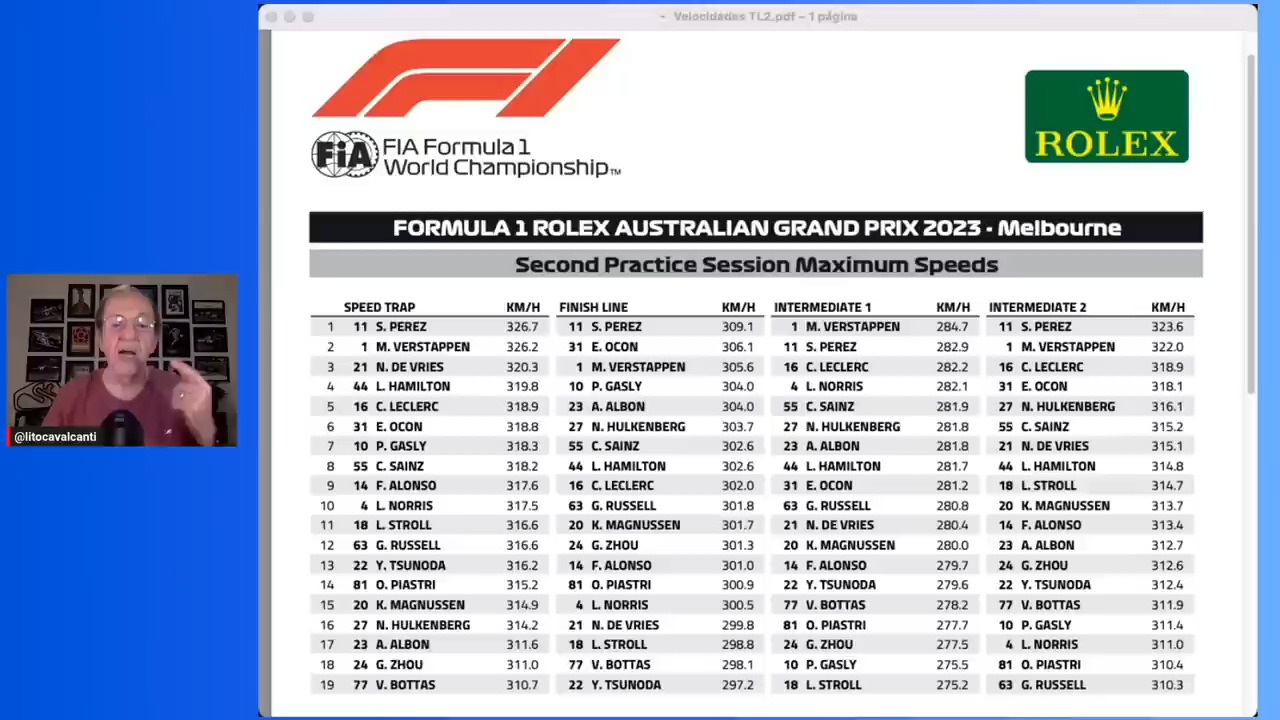 Velocidades TL2.pdf – 1 página
FIA
FIA Formula 1
World Championship™
ROLEX
FORMULA 1 ROLEX AUSTRALIAN GRAND PRIX 2023 - Melbourne
Second Practice Session Maximum Speeds
SPEED TRAP KM/H FINISH LINE KM/H INTERMEDIATE 1 KM/H INTERMEDIATE 2 KM/H
1 11 S. PEREZ 326.7 11 S. PEREZ 309.1 1 M. VERSTAPPEN 284.7 11 S. PEREZ 323.6
2 1 M. VERSTAPPEN 326.2 31 E. OCON 306.1 11 S. PEREZ 282.9 1 M. VERSTAPPEN 322.0
3 21 N. DE VRIES 320.3 1 M. VERSTAPPEN 305.6 16 C. LECLERC 282.2 16 C. LECLERC 318.9
4 44 L. HAMILTON 319.8 10 P. GASLY 304.0 4 L. NORRIS 282.1 31 E. OCON 318.1
5 16 C. LECLERC 318.9 23 A. ALBON 304.0 55 C. SAINZ 281.9 27 N. HULKENBERG 316.1
6 31 E. OCON 318.8 27 N. HULKENBERG 303.7 27 N. HULKENBERG 281.8 55 C. SAINZ 315.2
7 10 P. GASLY 318.3 55 C. SAINZ 302.6 23 A. ALBON 281.8 21 N. DE VRIES 315.1
8 55 C. SAINZ 318.2 44 L. HAMILTON 302.6 44 L. HAMILTON 281.7 44 L. HAMILTON 314.8
9 14 F. ALONSO 317.6 16 C. LECLERC 302.0 31 E. OCON 281.2 18 L. STROLL 314.7
10 4 L. NORRIS 317.5 63 G. RUSSELL 301.8 63 G. RUSSELL 280.8 20 K. MAGNUSSEN 313.7
11 18 L. STROLL 316.6 20 K. MAGNUSSEN 301.7 21 N. DE VRIES 280.4 14 F. ALONSO 313.4
12 63 G. RUSSELL 316.6 24 G. ZHOU 301.3 20 K. MAGNUSSEN 280.0 23 A. ALBON 312.7
13 22 Y. TSUNODA 316.2 14 F. ALONSO 301.0 14 F. ALONSO 279.7 24 G. ZHOU 312.6
14 81 O. PIASTRI 315.2 81 O. PIASTRI 300.9 22 Y. TSUNODA 279.6 22 Y. TSUNODA 312.4
15 20 K. MAGNUSSEN 314.9 4 L. NORRIS 300.5 77 V. BOTTAS 278.2 77 V. BOTTAS 311.9
16 27 N. HULKENBERG 314.2 21 N. DE VRIES 299.8 81 O. PIASTRI 277.7 10 P. GASLY 311.4
17 23 A. ALBON 311.6 18 L. STROLL 298.8 24 G. ZHOU 277.5 4 L. NORRIS 311.0
18 24 G. ZHOU 311.0 77 V. BOTTAS 298.1 10 P. GASLY 275.5 81 O. PIASTRI 310.4
19 77 V. BOTTAS 310.7 22 Y. TSUNODA 297.2 18 L. STROLL 275.2 63 G. RUSSELL 310.3
@litocavalcanti